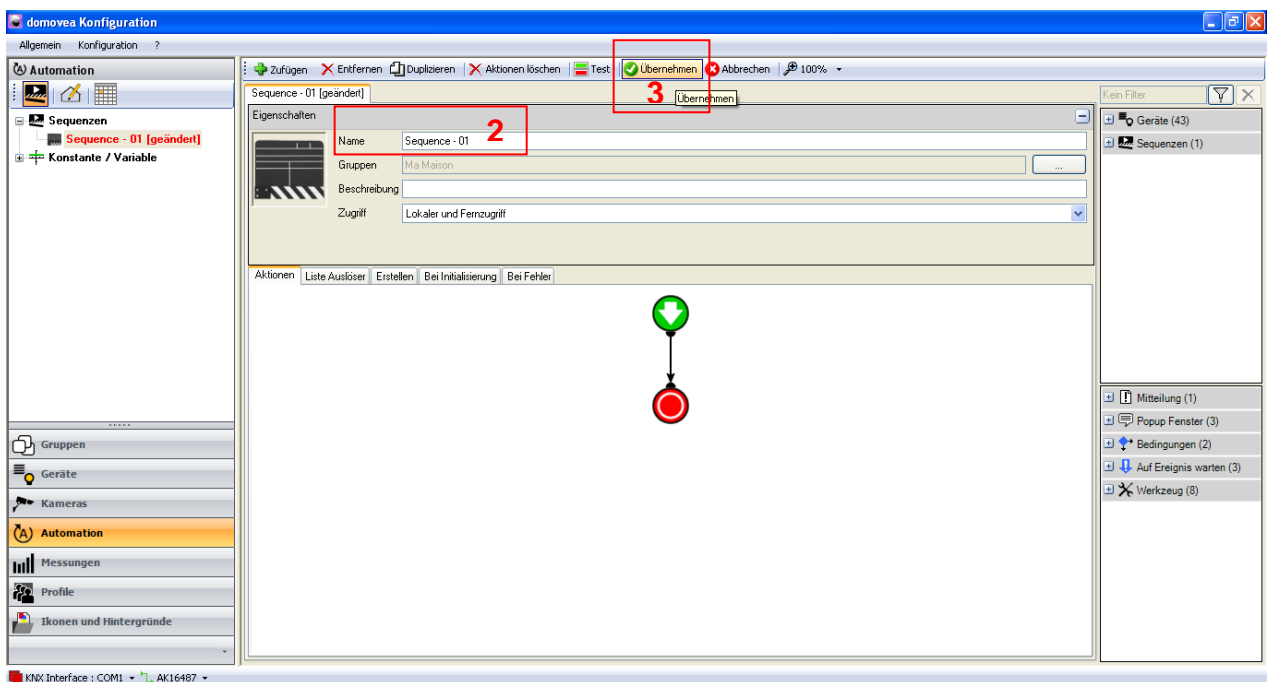 domovea Konfiguration
Allgemein Konfiguration ?
Automation
Sequenzen
Sequence - 01 [geändert]
Konstante / Variable
Gruppen
Geräte
Kameras
Automation
Messungen
Profile
Ikonen und Hintergründe
Zufügen Entfernen Duplizieren Aktionen löschen Test Übernehmen Abbrechen 100%
3
Übernehmen
Sequence - 01 [geändert]
Eigenschaften
2
Name Sequence - 01
Gruppen Ma Maison ...
Beschreibung
Zugriff Lokaler und Fernzugriff
Aktionen Liste Auslöser Erstellen Bei Initialisierung Bei Fehler
Kein Filter
Geräte (43)
Sequenzen (1)
Mitteilung (1)
Popup Fenster (3)
Bedingungen (2)
Auf Ereignis warten (3)
Werkzeug (8)
KNX Interface : COM1 AK16487